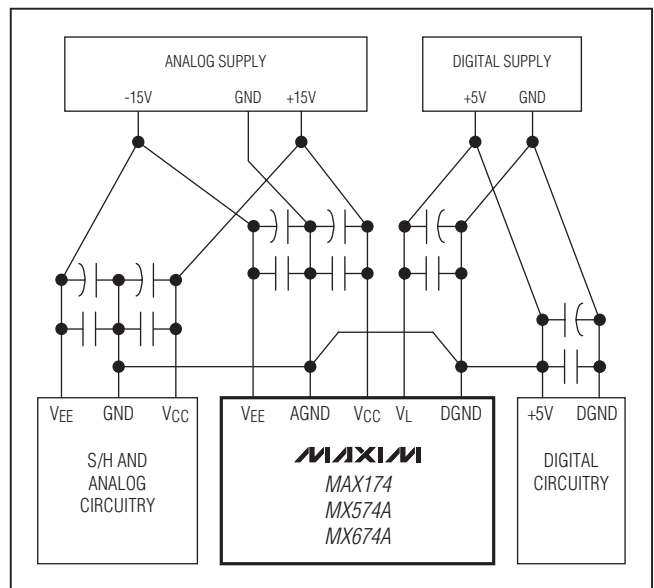 ANALOG SUPPLY
-15V GND +15V
DIGITAL SUPPLY
+5V GND
VEE GND VCC
S/H AND
ANALOG
CIRCUITRY
VEE AGND VCC VL DGND
MAXIM
MAX174
MX574A
MX674A
+5V DGND
DIGITAL
CIRCUITRY